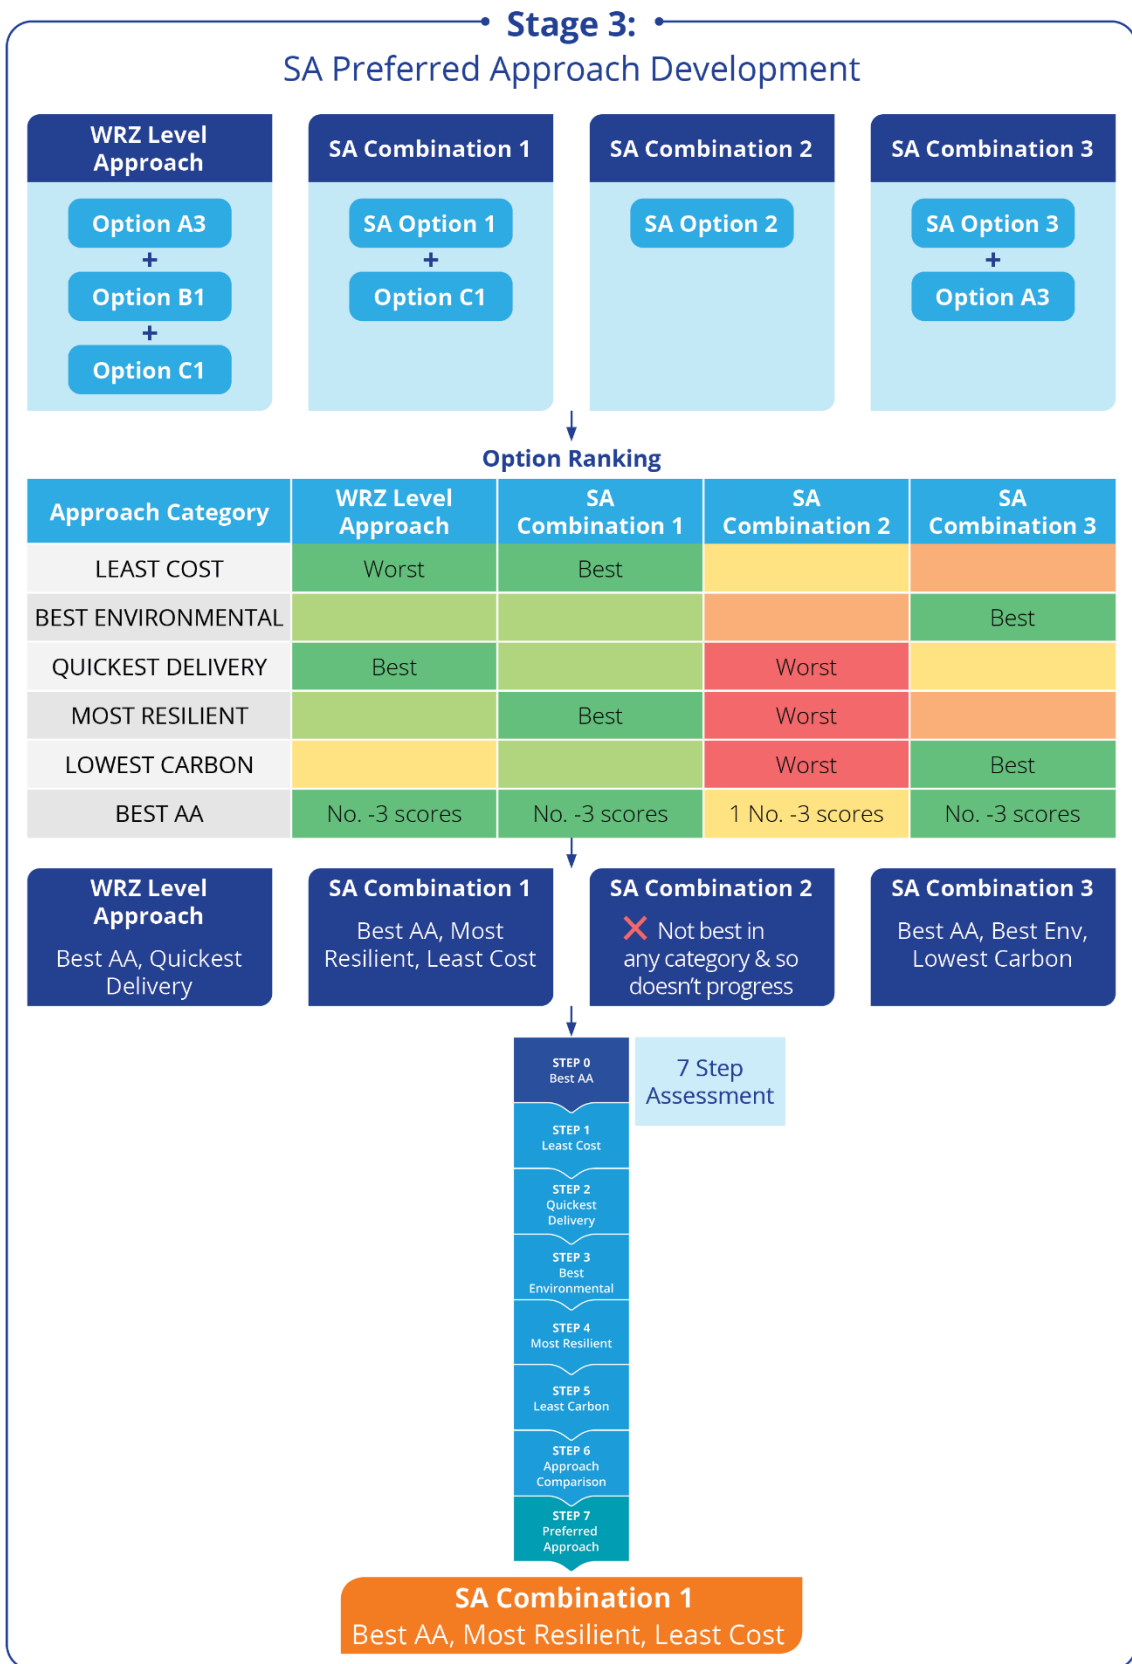 Stage 3:
SA Preferred Approach Development
WRZ Level
Approach
Option A3
+
Option B1
+
Option C1
SA Combination 1
SA Option 1
+
Option C1
SA Combination 2
SA Option 2
SA Combination 3
SA Option 3
+
Option A3
Option Ranking
Approach Category
WRZ Level
Approach
SA
Combination 1
SA
Combination 2
SA
Combination 3
LEAST COST
Worst
Best
BEST ENVIRONMENTAL
Best
QUICKEST DELIVERY
Best
Worst
MOST RESILIENT
Best
Worst
LOWEST CARBON
Worst
Best
BEST AA
No. -3 scores
No. -3 scores
1 No. -3 scores
No. -3 scores
WRZ Level
Approach
Best AA, Quickest
Delivery
SA Combination 1
Best AA, Most
Resilient, Least Cost
SA Combination 2
Not best in
any category & so
doesn't progress
SA Combination 3
Best AA, Best Env,
Lowest Carbon
STEP 0
Best AA
7 Step
Assessment
STEP 1
Least Cost
STEP 2
Quickest
Delivery
STEP 3
Best
Environmental
STEP 4
Most Resilient
STEP 5
Least Carbon
STEP 6
Approach
Comparison
STEP 7
Preferred
Approach
SA Combination 1
Best AA, Most Resilient, Least Cost